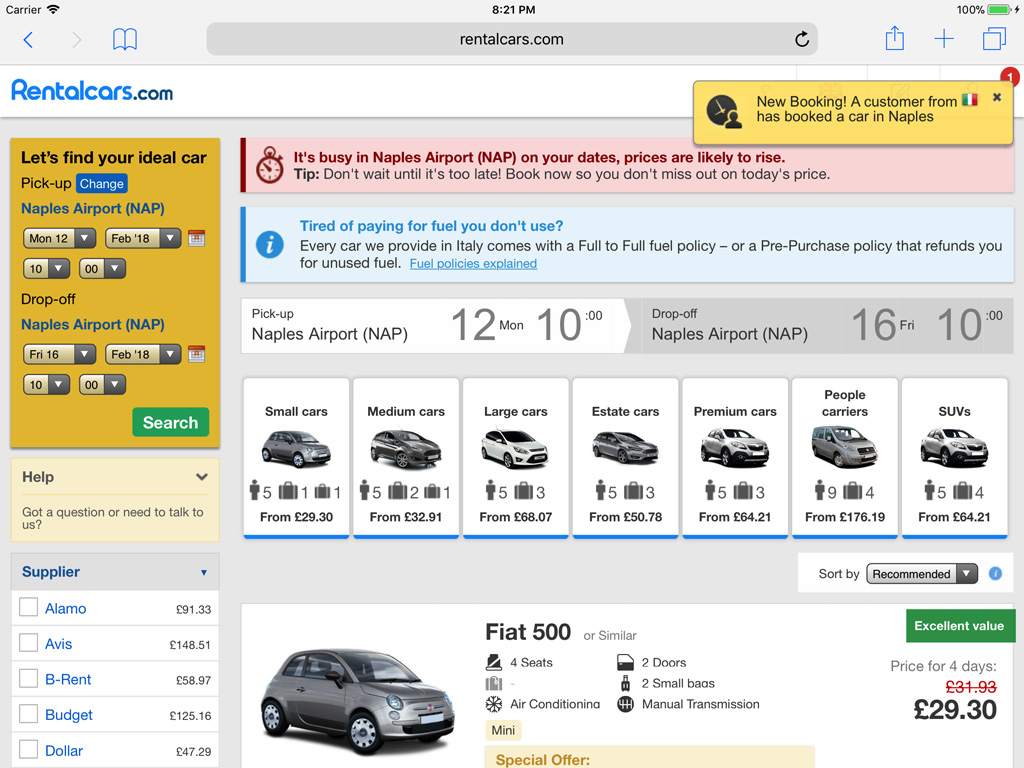 Carrier
8:21 PM
100%
rentalcars.com
Rentalcars.com
1
New Booking! A customer from
has booked a car in Naples
Let's find your ideal car
Pick-up Change
Naples Airport (NAP)
Mon 12 Feb '18
10 00
Drop-off
Naples Airport (NAP)
Fri 16 Feb '18
10 00
Search
Help
Got a question or need to talk to
us?
Supplier
Alamo £91.33
Avis £148.51
B-Rent £58.97
Budget £125.16
Dollar £47.29
It's busy in Naples Airport (NAP) on your dates, prices are likely to rise.
Tip: Don't wait until it's too late! Book now so you don't miss out on today's price.
Tired of paying for fuel you don't use?
Every car we provide in Italy comes with a Full to Full fuel policy – or a Pre-Purchase policy that refunds you
for unused fuel. Fuel policies explained
Pick-up
Naples Airport (NAP)
12 Mon 10 :00
Drop-off
Naples Airport (NAP)
16 Fri 10 :00
Small cars
5 1 1
From £29.30
Medium cars
5 2 1
From £32.91
Large cars
5 3
From £68.07
Estate cars
5 3
From £50.78
Premium cars
5 3
From £64.21
People
carriers
9 4
From £176.19
SUVs
5 4
From £64.21
Sort by Recommended
Fiat 500 or Similar
Excellent value
4 Seats
2 Doors
-
2 Small bags
Air Conditioning
Manual Transmission
Mini
Special Offer:
Price for 4 days:
£31.93
£29.30